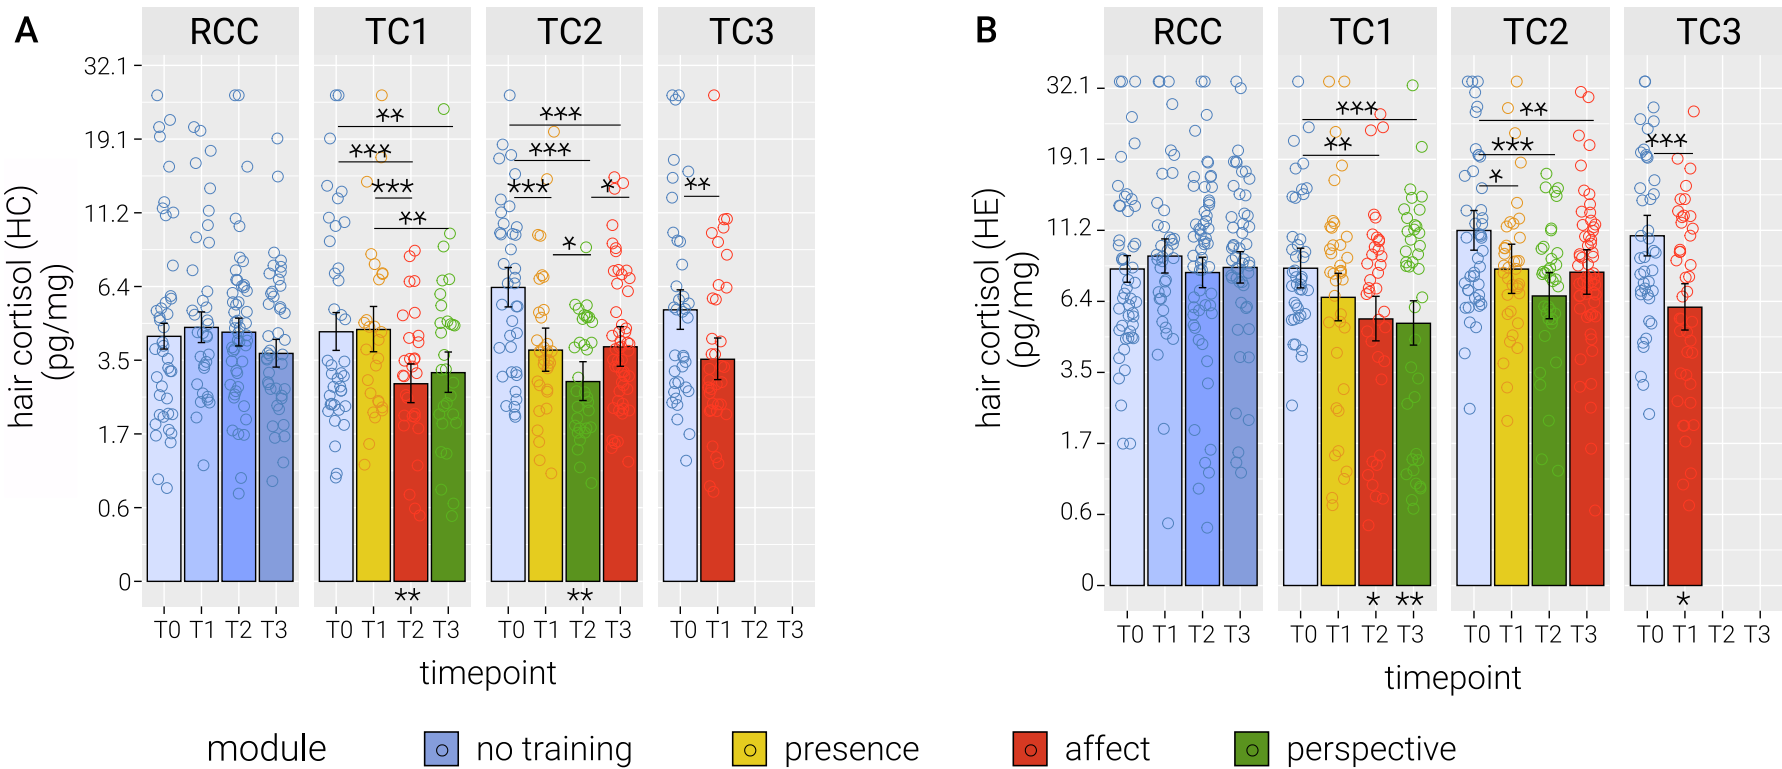 A
RCC TC1 TC2 TC3
hair cortisol (HC)
(pg/mg)
32.1
19.1
11.2
6.4
3.5
1.7
0.6
0
** *** *** **
*** *** *** * *
**
** **
T0 T1 T2 T3 T0 T1 T2 T3 T0 T1 T2 T3 T0 T1 T2 T3
timepoint
B
RCC TC1 TC2 TC3
hair cortisol (HE)
(pg/mg)
32.1
19.1
11.2
6.4
3.5
1.7
0.6
0
*** **
** *** *
***
* ** *
T0 T1 T2 T3 T0 T1 T2 T3 T0 T1 T2 T3 T0 T1 T2 T3
timepoint
module no training presence affect perspective